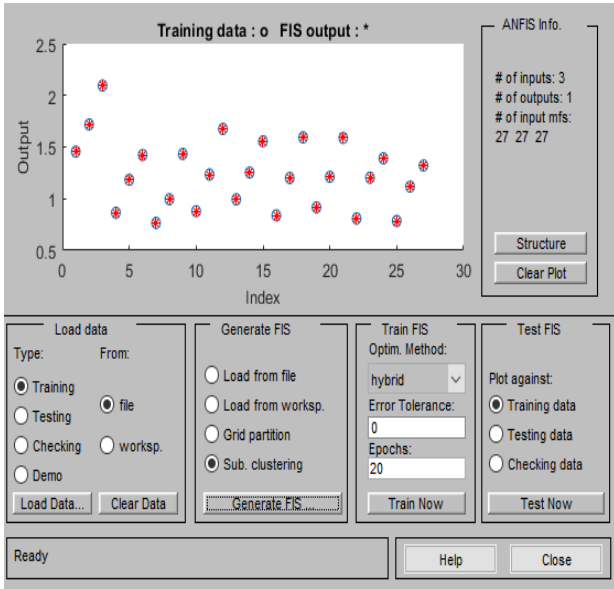 Training data : o   FIS output : *
2.5
2
1.5
1
0.5
Output
0 5 10 15 20 25 30
Index
ANFIS Info.
# of inputs: 3
# of outputs: 1
# of input mfs:
27 27 27
Structure
Clear Plot
Load data
Type: From:
Training
file
Testing
Checking
worksp.
Demo
Load Data... Clear Data
Generate FIS
Load from file
Load from worksp.
Grid partition
Sub. clustering
Generate FIS ...
Train FIS
Optim. Method:
hybrid
Error Tolerance:
0
Epochs:
20
Train Now
Test FIS
Plot against:
Training data
Testing data
Checking data
Test Now
Ready
Help
Close